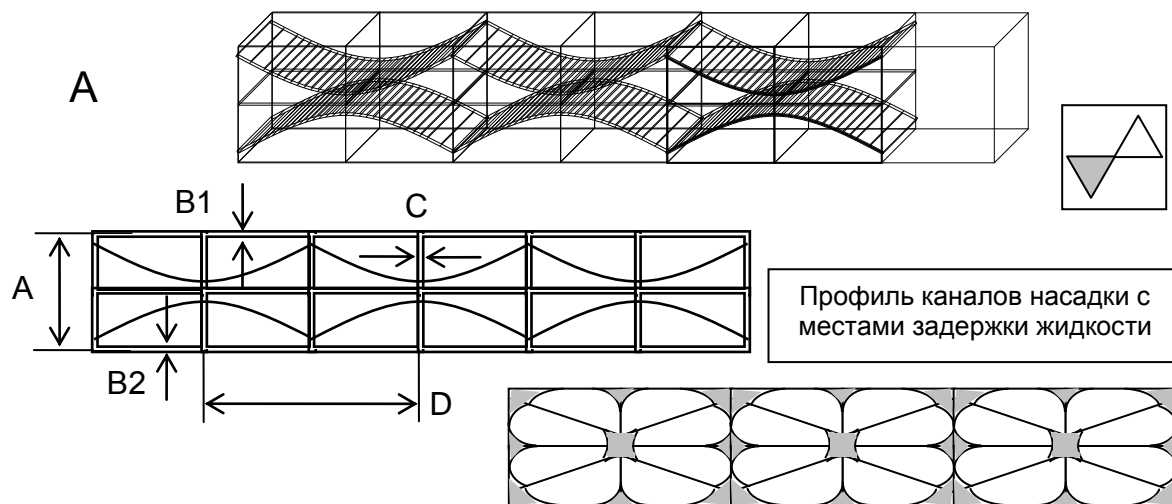 A
B1
C
A
Профиль каналов насадки с
местами задержки жидкости
B2
D